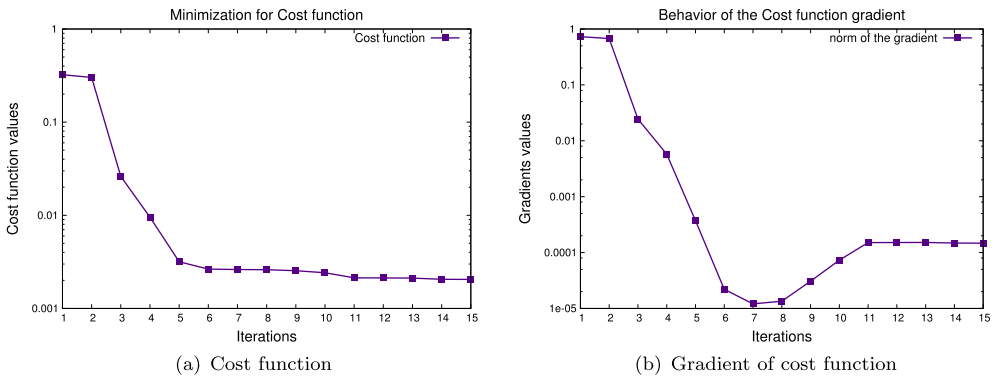 Minimization for Cost function
Cost function
Cost function values
1
0.1
0.01
0.001
1 2 3 4 5 6 7 8 9 10 11 12 13 14 15
Iterations
(a) Cost function
Behavior of the Cost function gradient
norm of the gradient
Gradients values
1
0.1
0.01
0.001
0.0001
1e-05
1 2 3 4 5 6 7 8 9 10 11 12 13 14 15
Iterations
(b) Gradient of cost function